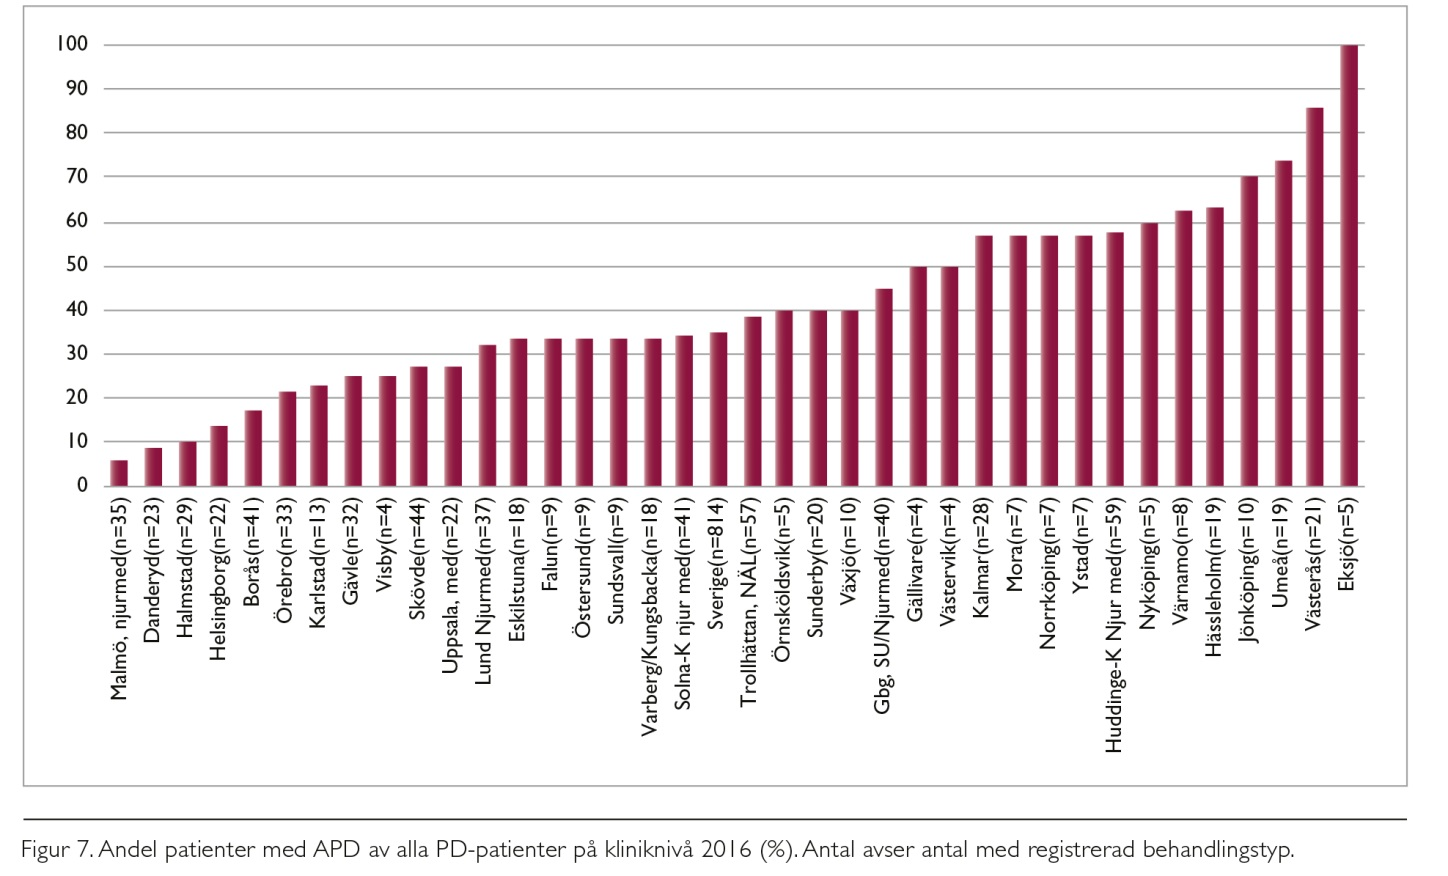 100
90
80
70
60
50
40
30
20
10
0
Malmö, njurmed(n=35)
Danderyd(n=23)
Halmstad(n=29)
Helsingborg(n=22)
Borås(n=41)
Örebro(n=33)
Karlstad(n=13)
Gävle(n=32)
Visby(n=4)
Skövde(n=44)
Uppsala, med(n=22)
Lund Njurmed(n=37)
Eskilstuna(n=18)
Falun(n=9)
Östersund(n=9)
Sundsvall(n=9)
Varberg/Kungsbacka(n=18)
Solna-K njur med(n=41)
Sverige(n=814)
Trollhättan, NÄL(n=57)
Örnsköldsvik(n=5)
Sunderby(n=20)
Växjö(n=10)
Gbg, SU/Njurmed(n=40)
Gällivare(n=4)
Västervik(n=4)
Kalmar(n=28)
Mora(n=7)
Norrköping(n=7)
Ystad(n=7)
Huddinge-K Njur med(n=59)
Nyköping(n=5)
Värnamo(n=8)
Hässleholm(n=19)
Jönköping(n=10)
Umeå(n=19)
Västerås(n=21)
Eksjö(n=5)
Figur 7. Andel patienter med APD av alla PD-patienter på kliniknivå 2016 (%). Antal avser antal med registrerad behandlingstyp.